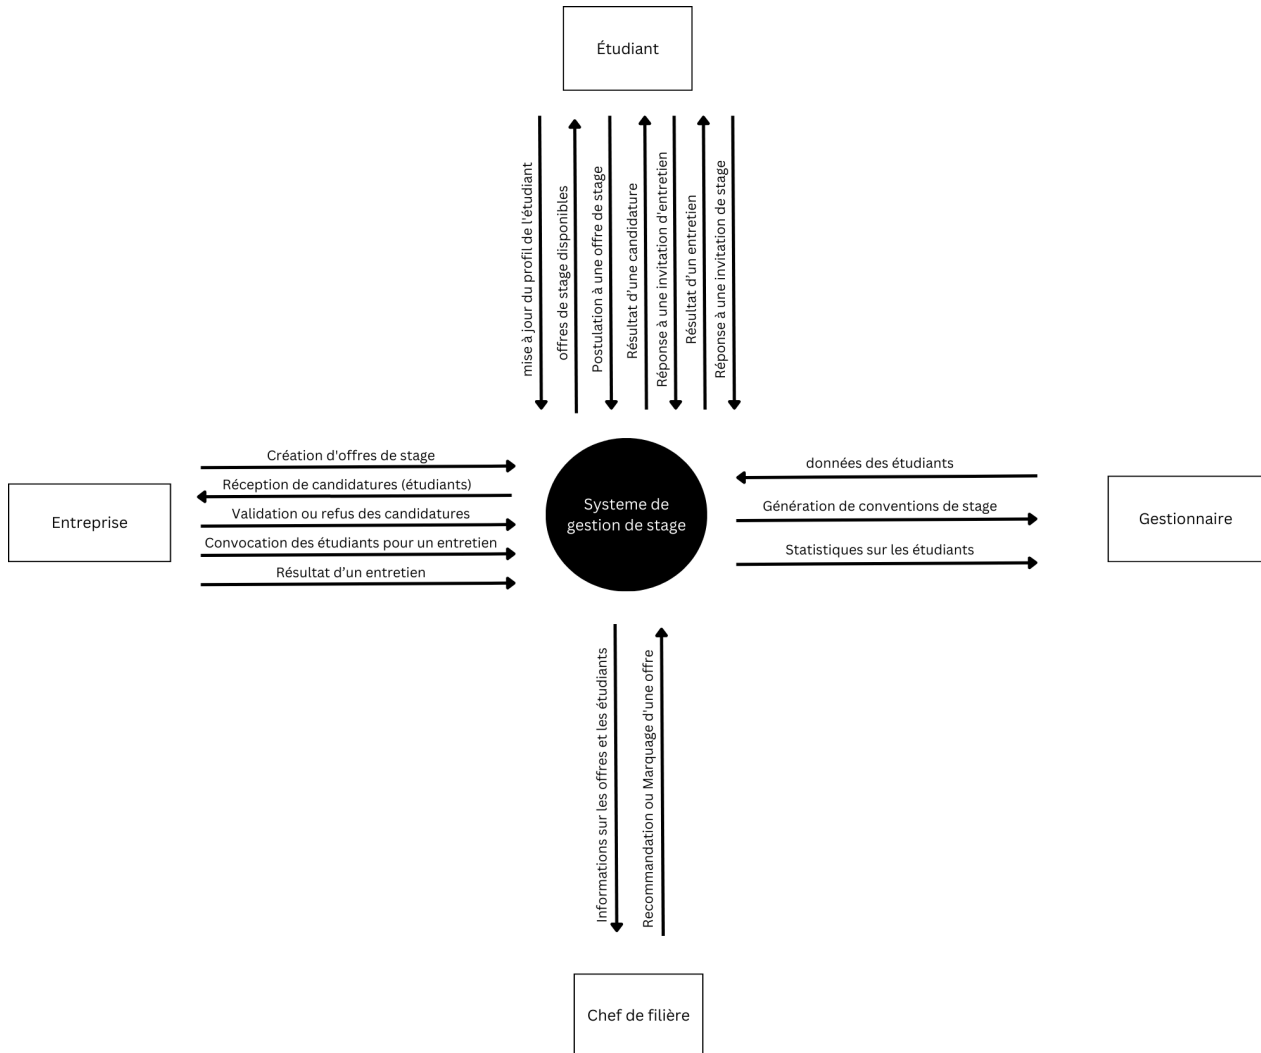 Étudiant
mise à jour du profil de l'étudiant
offres de stage disponibles
Postulation à une offre de stage
Résultat d'une candidature
Réponse à une invitation d'entretien
Résultat d'un entretien
Réponse à une invitation de stage
Création d'offres de stage
Réception de candidatures (étudiants)
Validation ou refus des candidatures
Convocation des étudiants pour un entretien
Résultat d'un entretien
Entreprise
Systeme de
gestion de stage
données des étudiants
Génération de conventions de stage
Statistiques sur les étudiants
Gestionnaire
Informations sur les offres et les étudiants
Recommandation ou Marquage d'une offre
Chef de filière